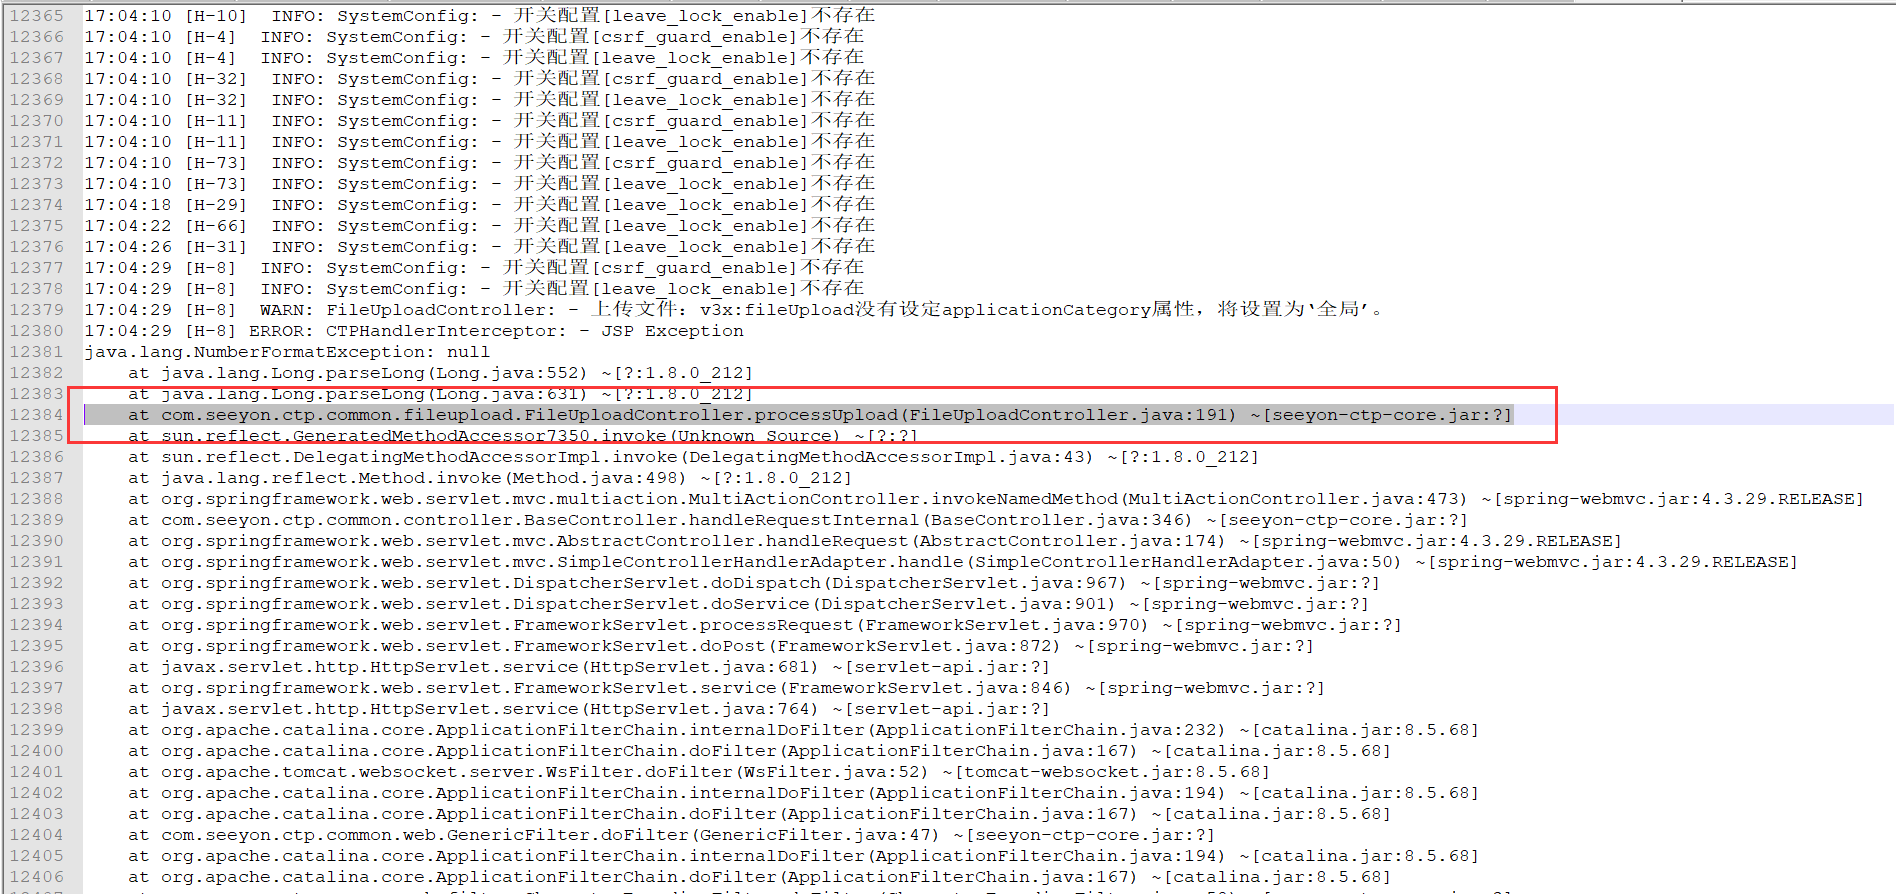 12365 17:04:10 [H-10]  INFO: SystemConfig: - 开关配置[leave_lock_enable]不存在
12366 17:04:10 [H-4]  INFO: SystemConfig: - 开关配置[csrf_guard_enable]不存在
12367 17:04:10 [H-4]  INFO: SystemConfig: - 开关配置[leave_lock_enable]不存在
12368 17:04:10 [H-32]  INFO: SystemConfig: - 开关配置[csrf_guard_enable]不存在
12369 17:04:10 [H-32]  INFO: SystemConfig: - 开关配置[leave_lock_enable]不存在
12370 17:04:10 [H-11]  INFO: SystemConfig: - 开关配置[csrf_guard_enable]不存在
12371 17:04:10 [H-11]  INFO: SystemConfig: - 开关配置[leave_lock_enable]不存在
12372 17:04:10 [H-73]  INFO: SystemConfig: - 开关配置[csrf_guard_enable]不存在
12373 17:04:10 [H-73]  INFO: SystemConfig: - 开关配置[leave_lock_enable]不存在
12374 17:04:18 [H-29]  INFO: SystemConfig: - 开关配置[leave_lock_enable]不存在
12375 17:04:22 [H-66]  INFO: SystemConfig: - 开关配置[leave_lock_enable]不存在
12376 17:04:26 [H-31]  INFO: SystemConfig: - 开关配置[leave_lock_enable]不存在
12377 17:04:29 [H-8]  INFO: SystemConfig: - 开关配置[csrf_guard_enable]不存在
12378 17:04:29 [H-8]  INFO: SystemConfig: - 开关配置[leave_lock_enable]不存在
12379 17:04:29 [H-8]  WARN: FileUploadController: - 上传文件：v3x:fileUpload没有设定applicationCategory属性，将设置为‘全局’。
12380 17:04:29 [H-8] ERROR: CTPHandlerInterceptor: - JSP Exception
12381 java.lang.NumberFormatException: null
12382     at java.lang.Long.parseLong(Long.java:552) ~[?:1.8.0_212]
12383     at java.lang.Long.parseLong(Long.java:631) ~[?:1.8.0_212]
12384     at com.seeyon.ctp.common.fileupload.FileUploadController.processUpload(FileUploadController.java:191) ~[seeyon-ctp-core.jar:?]
12385     at sun.reflect.GeneratedMethodAccessor7350.invoke(Unknown Source) ~[?:?]
12386     at sun.reflect.DelegatingMethodAccessorImpl.invoke(DelegatingMethodAccessorImpl.java:43) ~[?:1.8.0_212]
12387     at java.lang.reflect.Method.invoke(Method.java:498) ~[?:1.8.0_212]
12388     at org.springframework.web.servlet.mvc.multiaction.MultiActionController.invokeNamedMethod(MultiActionController.java:473) ~[spring-webmvc.jar:4.3.29.RELEASE]
12389     at com.seeyon.ctp.common.controller.BaseController.handleRequestInternal(BaseController.java:346) ~[seeyon-ctp-core.jar:?]
12390     at org.springframework.web.servlet.mvc.AbstractController.handleRequest(AbstractController.java:174) ~[spring-webmvc.jar:4.3.29.RELEASE]
12391     at org.springframework.web.servlet.mvc.SimpleControllerHandlerAdapter.handle(SimpleControllerHandlerAdapter.java:50) ~[spring-webmvc.jar:4.3.29.RELEASE]
12392     at org.springframework.web.servlet.DispatcherServlet.doDispatch(DispatcherServlet.java:967) ~[spring-webmvc.jar:?]
12393     at org.springframework.web.servlet.DispatcherServlet.doService(DispatcherServlet.java:901) ~[spring-webmvc.jar:?]
12394     at org.springframework.web.servlet.FrameworkServlet.processRequest(FrameworkServlet.java:970) ~[spring-webmvc.jar:?]
12395     at org.springframework.web.servlet.FrameworkServlet.doPost(FrameworkServlet.java:872) ~[spring-webmvc.jar:?]
12396     at javax.servlet.http.HttpServlet.service(HttpServlet.java:681) ~[servlet-api.jar:?]
12397     at org.springframework.web.servlet.FrameworkServlet.service(FrameworkServlet.java:846) ~[spring-webmvc.jar:?]
12398     at javax.servlet.http.HttpServlet.service(HttpServlet.java:764) ~[servlet-api.jar:?]
12399     at org.apache.catalina.core.ApplicationFilterChain.internalDoFilter(ApplicationFilterChain.java:232) ~[catalina.jar:8.5.68]
12400     at org.apache.catalina.core.ApplicationFilterChain.doFilter(ApplicationFilterChain.java:167) ~[catalina.jar:8.5.68]
12401     at org.apache.tomcat.websocket.server.WsFilter.doFilter(WsFilter.java:52) ~[tomcat-websocket.jar:8.5.68]
12402     at org.apache.catalina.core.ApplicationFilterChain.internalDoFilter(ApplicationFilterChain.java:194) ~[catalina.jar:8.5.68]
12403     at org.apache.catalina.core.ApplicationFilterChain.doFilter(ApplicationFilterChain.java:167) ~[catalina.jar:8.5.68]
12404     at com.seeyon.ctp.common.web.GenericFilter.doFilter(GenericFilter.java:47) ~[seeyon-ctp-core.jar:?]
12405     at org.apache.catalina.core.ApplicationFilterChain.internalDoFilter(ApplicationFilterChain.java:194) ~[catalina.jar:8.5.68]
12406     at org.apache.catalina.core.ApplicationFilterChain.doFilter(ApplicationFilterChain.java:167) ~[catalina.jar:8.5.68]